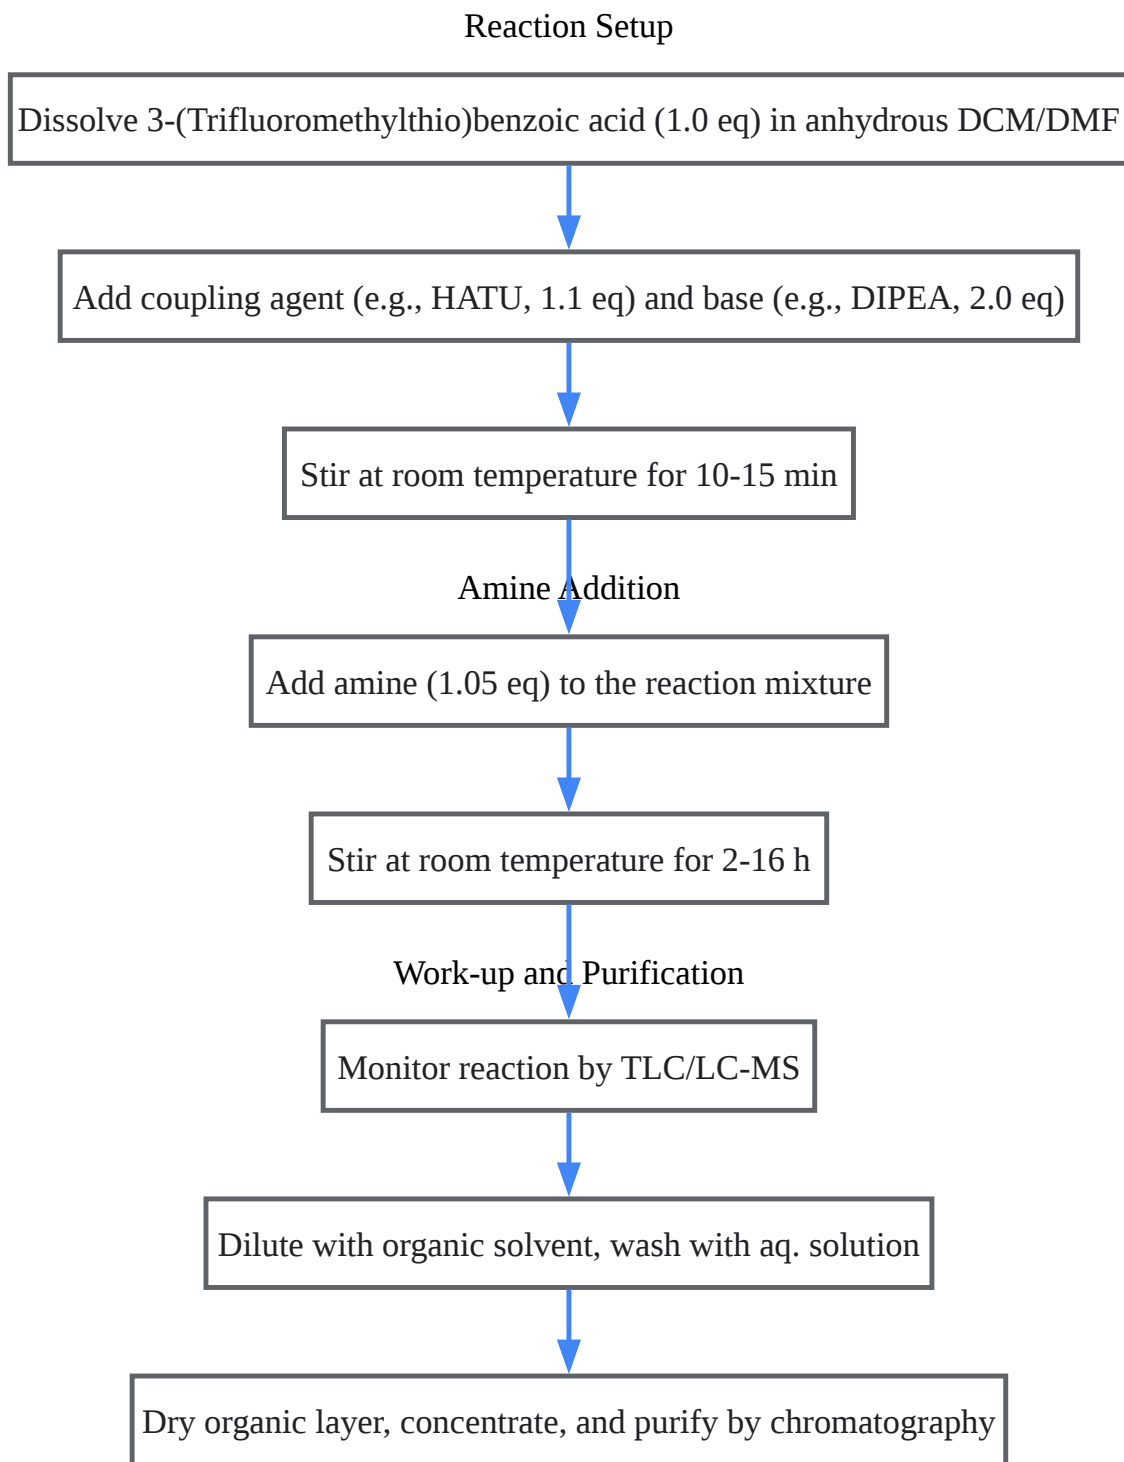 Reaction Setup
Dissolve 3-(Trifluoromethylthio)benzoic acid (1.0 eq) in anhydrous DCM/DMF
Add coupling agent (e.g., HATU, 1.1 eq) and base (e.g., DIPEA, 2.0 eq)
Stir at room temperature for 10-15 min
Amine Addition
Add amine (1.05 eq) to the reaction mixture
Stir at room temperature for 2-16 h
Work-up and Purification
Monitor reaction by TLC/LC-MS
Dilute with organic solvent, wash with aq. solution
Dry organic layer, concentrate, and purify by chromatography